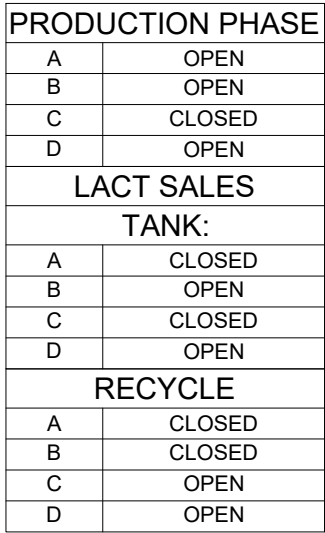 PRODUCTION PHASE
A OPEN
B OPEN
C CLOSED
D OPEN
LACT SALES
TANK:
A CLOSED
B OPEN
C CLOSED
D OPEN
RECYCLE
A CLOSED
B CLOSED
C OPEN
D OPEN